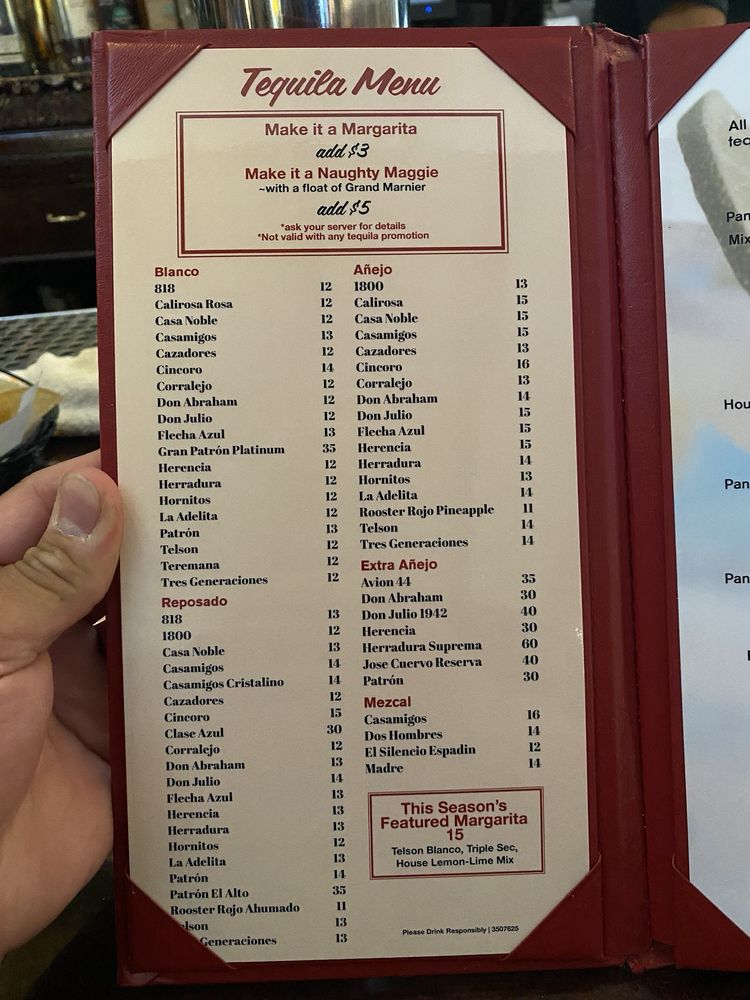 Tequila Menu
Make it a Margarita
add $3
Make it a Naughty Maggie
~with a float of Grand Marnier
add $5
*ask your server for details
*Not valid with any tequila promotion
Blanco
818 12
Calirosa Rosa 12
Casa Noble 12
Casamigos 13
Cazadores 12
Cincoro 14
Corralejo 12
Don Abraham 12
Don Julio 12
Flecha Azul 13
Gran Patrón Platinum 35
Herencia 12
Herradura 12
Hornitos 12
La Adelita 12
Patrón 13
Telson 12
Teremana 12
Tres Generaciones 12
Reposado
818 13
1800 12
Casa Noble 13
Casamigos 14
Casamigos Cristalino 14
Cazadores 12
Cincoro 15
Clase Azul 30
Corralejo 12
Don Abraham 13
Don Julio 14
Flecha Azul 13
Herencia 13
Herradura 13
Hornitos 12
La Adelita 13
Patrón 14
Patrón El Alto 35
Rooster Rojo Ahumado 11
elson 13
Generaciones 13
Añejo
1800 13
Calirosa 15
Casa Noble 15
Casamigos 15
Cazadores 13
Cincoro 16
Corralejo 13
Don Abraham 14
Don Julio 15
Flecha Azul 15
Herencia 15
Herradura 14
Hornitos 13
La Adelita 14
Rooster Rojo Pineapple 11
Telson 14
Tres Generaciones 14
Extra Añejo
Avion 44 35
Don Abraham 30
Don Julio 1942 40
Herencia 30
Herradura Suprema 60
Jose Cuervo Reserva 40
Patrón 30
Mezcal
Casamigos 16
Dos Hombres 14
El Silencio Espadin 12
Madre 14
This Season's
Featured Margarita
15
Telson Blanco, Triple Sec,
House Lemon-Lime Mix
Please Drink Responsibly | 3507625
All
Pan
Mix
Hou
Pan
Pan